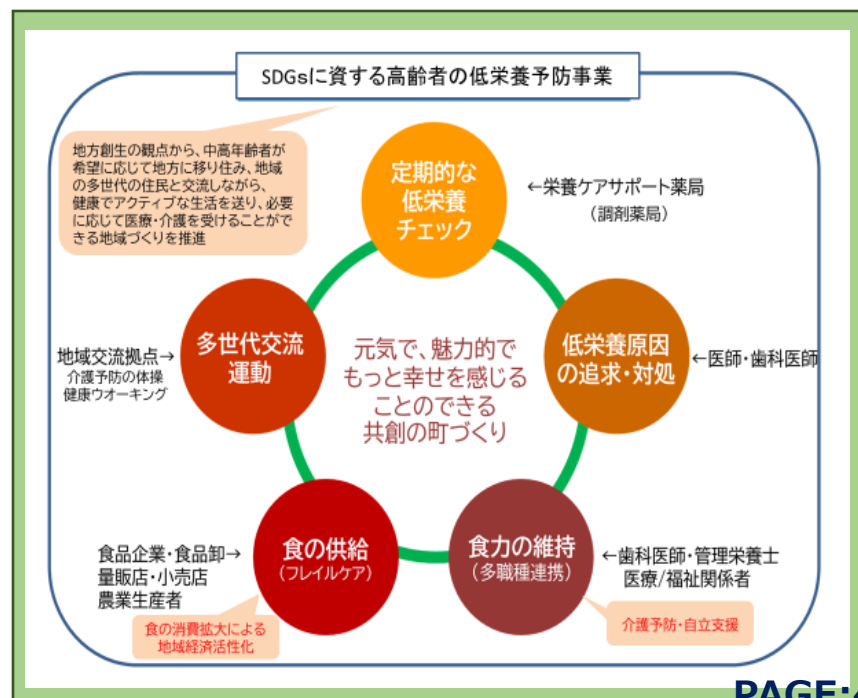 SDGsに資する高齢者の低栄養予防事業
地方創生の観点から、中高年齢者が
希望に応じて地方に移り住み、地域
の多世代の住民と交流しながら、
健康でアクティブな生活を送り、必要
に応じて医療・介護を受けることがで
きる地域づくりを推進
定期的な
低栄養
チェック
←栄養ケアサポート薬局
（調剤薬局）
多世代交流
運動
地域交流拠点→
介護予防の体操
健康ウオーキング
元気で、魅力的で
もっと幸せを感じる
ことのできる
共創の町づくり
低栄養原因
の追求・対処
←医師・歯科医師
食の供給
（フレイルケア）
食品企業・食品卸→
量販店・小売店
農業生産者
食の消費拡大による
地域経済活性化
食力の維持
（多職種連携）
←歯科医師・管理栄養士
医療/福祉関係者
介護予防・自立支援
PAGE: